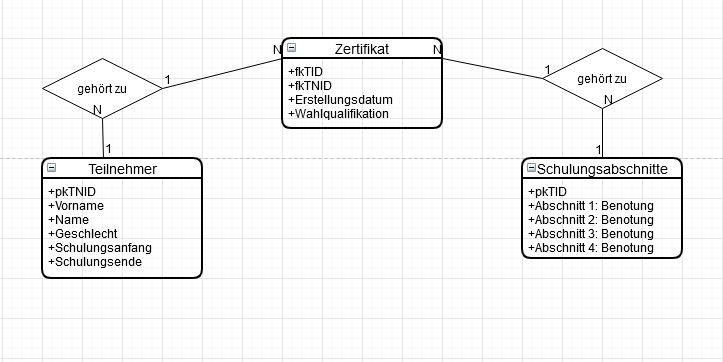 N
Zertifikat
N
+fkTID
+fkTNID
+Erstellungsdatum
+Wahlqualifikation
gehört zu
1
N
1
Teilnehmer
+pkTNID
+Vorname
+Name
+Geschlecht
+Schulungsanfang
+Schulungsende
1
gehört zu
N
1
Schulungsabschnitte
+pkTID
+Abschnitt 1: Benotung
+Abschnitt 2: Benotung
+Abschnitt 3: Benotung
+Abschnitt 4: Benotung